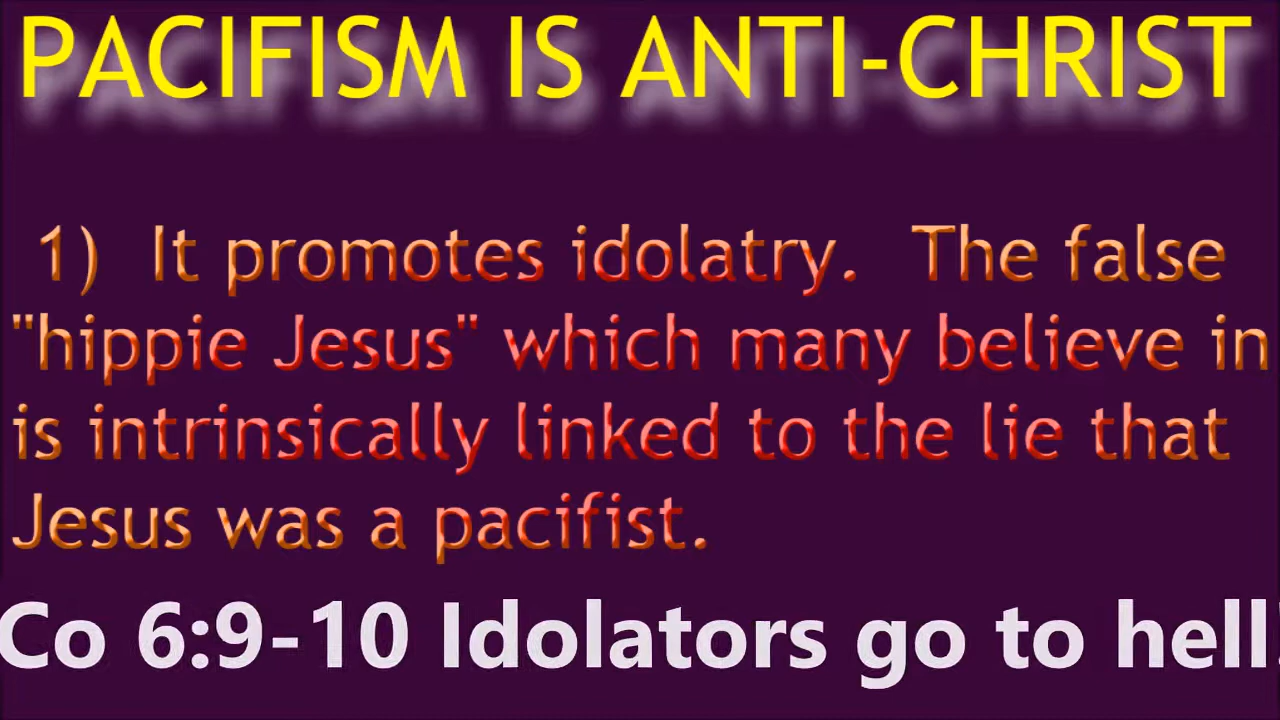 PACIFISM IS ANTI-CHRIST
1) It promotes idolatry. The false
"hippie Jesus" which many believe in
is intrinsically linked to the lie that
Jesus was a pacifist.
Co 6:9-10 Idolators go to hell.